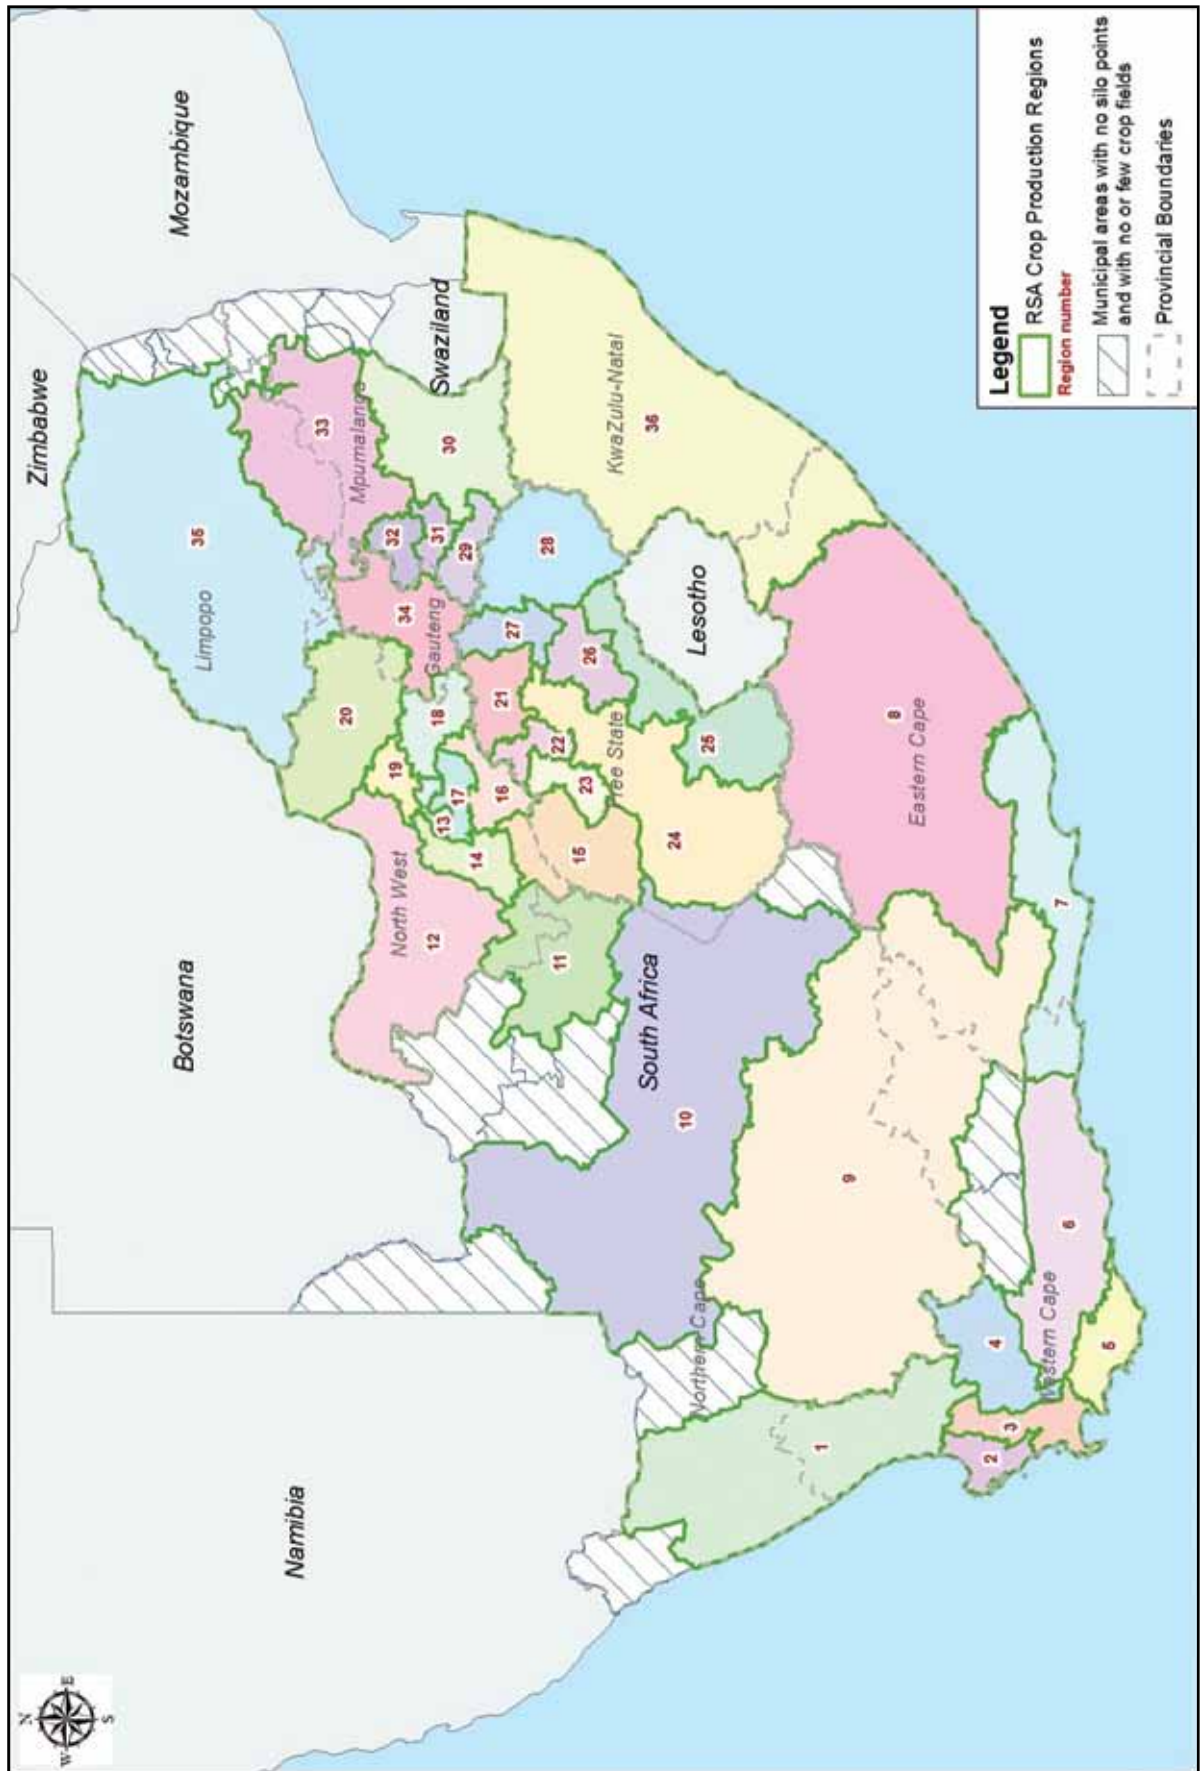 N
W
E
S
Zimbabwe
Mozambique
Botswana
Namibia
Swaziland
Lesotho
South Africa
Limpopo
35
Mpumalanga
33
North West
12
20
19
13
17
18
14
16
Gauteng
34
32
31
29
30
27
28
21
22
23
26
15
Free State
24
25
11
KwaZulu-Natal
36
10
Northern Cape
9
1
Eastern Cape
8
7
Western Cape
6
5
4
3
2
Legend
RSA Crop Production Regions
Region number
Municipal areas with no silo points
and with no or few crop fields
Provincial Boundaries